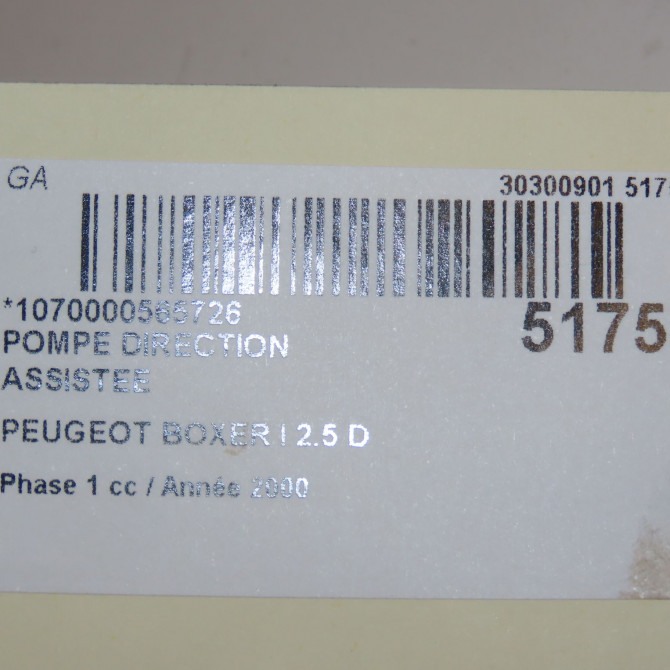 GA
30300901 517
*1070000565726
5175
POMPE DIRECTION
ASSISTEE
PEUGEOT BOXER I 2.5 D
Phase 1 cc / Année 2000